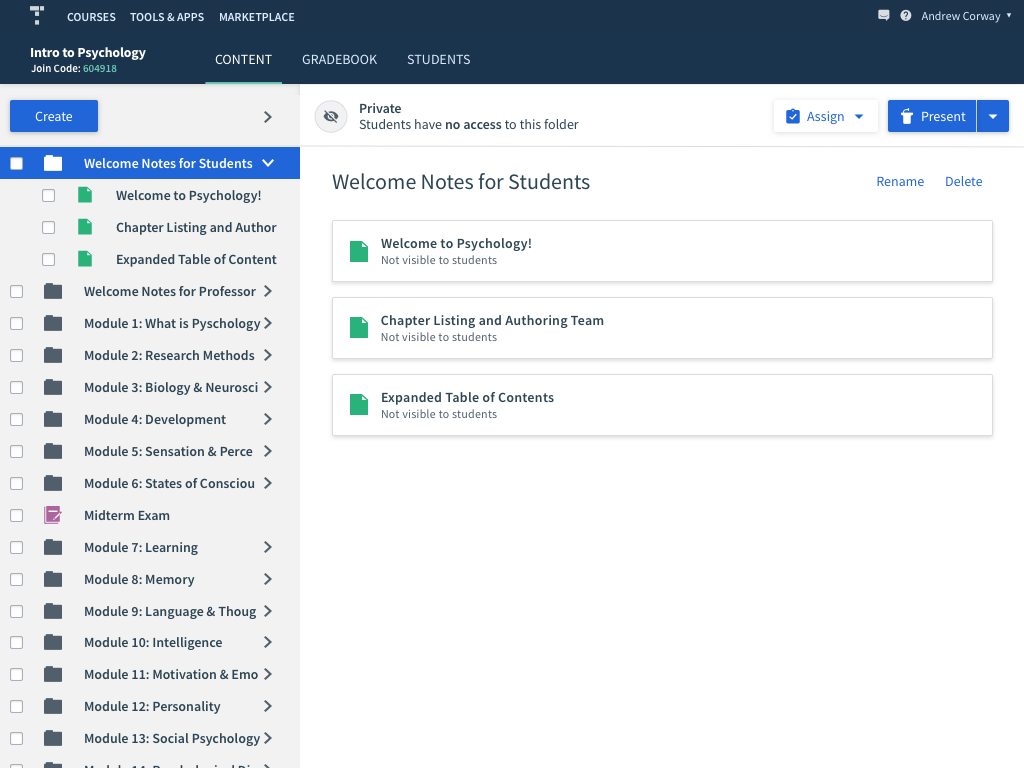 COURSES TOOLS & APPS MARKETPLACE Andrew Corway
Intro to Psychology
Join Code: 604918
CONTENT GRADEBOOK STUDENTS
Create
Private
Students have no access to this folder
Assign
Present
Welcome Notes for Students
Welcome to Psychology!
Chapter Listing and Author
Expanded Table of Content
Welcome Notes for Professor
Module 1: What is Pyschology
Module 2: Research Methods
Module 3: Biology & Neurosci
Module 4: Development
Module 5: Sensation & Perce
Module 6: States of Consciou
Midterm Exam
Module 7: Learning
Module 8: Memory
Module 9: Language & Thoug
Module 10: Intelligence
Module 11: Motivation & Emo
Module 12: Personality
Module 13: Social Psychology
Welcome Notes for Students
Rename Delete
Welcome to Psychology!
Not visible to students
Chapter Listing and Authoring Team
Not visible to students
Expanded Table of Contents
Not visible to students